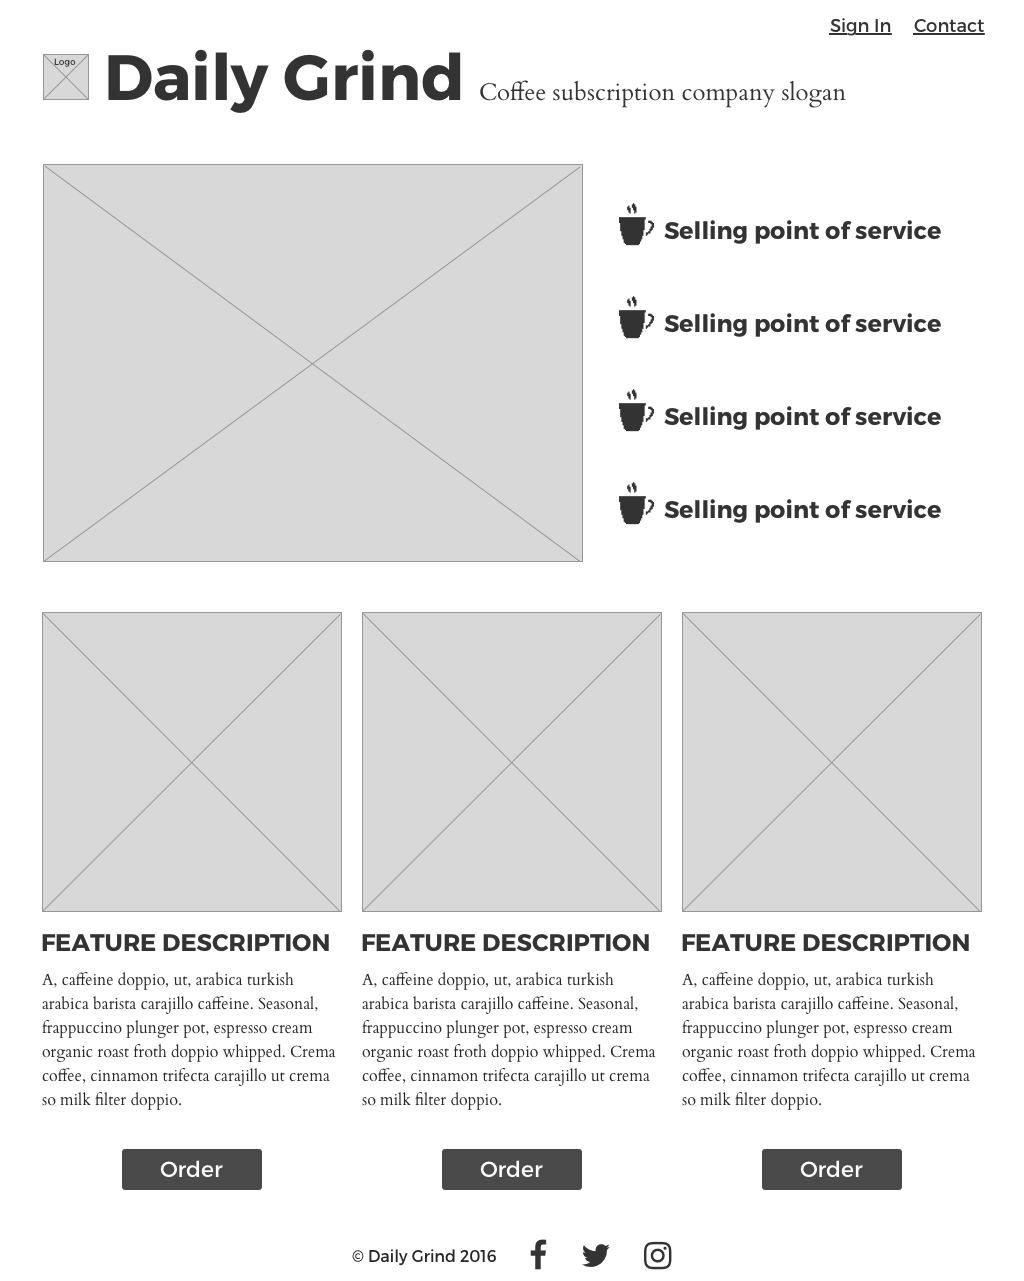 Sign In Contact
Logo
Daily Grind Coffee subscription company slogan
Selling point of service
Selling point of service
Selling point of service
Selling point of service
FEATURE DESCRIPTION
A, caffeine doppio, ut, arabica turkish
arabica barista carajillo caffeine. Seasonal,
frappuccino plunger pot, espresso cream
organic roast froth doppio whipped. Crema
coffee, cinnamon trifecta carajillo ut crema
so milk filter doppio.
Order
FEATURE DESCRIPTION
A, caffeine doppio, ut, arabica turkish
arabica barista carajillo caffeine. Seasonal,
frappuccino plunger pot, espresso cream
organic roast froth doppio whipped. Crema
coffee, cinnamon trifecta carajillo ut crema
so milk filter doppio.
Order
FEATURE DESCRIPTION
A, caffeine doppio, ut, arabica turkish
arabica barista carajillo caffeine. Seasonal,
frappuccino plunger pot, espresso cream
organic roast froth doppio whipped. Crema
coffee, cinnamon trifecta carajillo ut crema
so milk filter doppio.
Order
© Daily Grind 2016